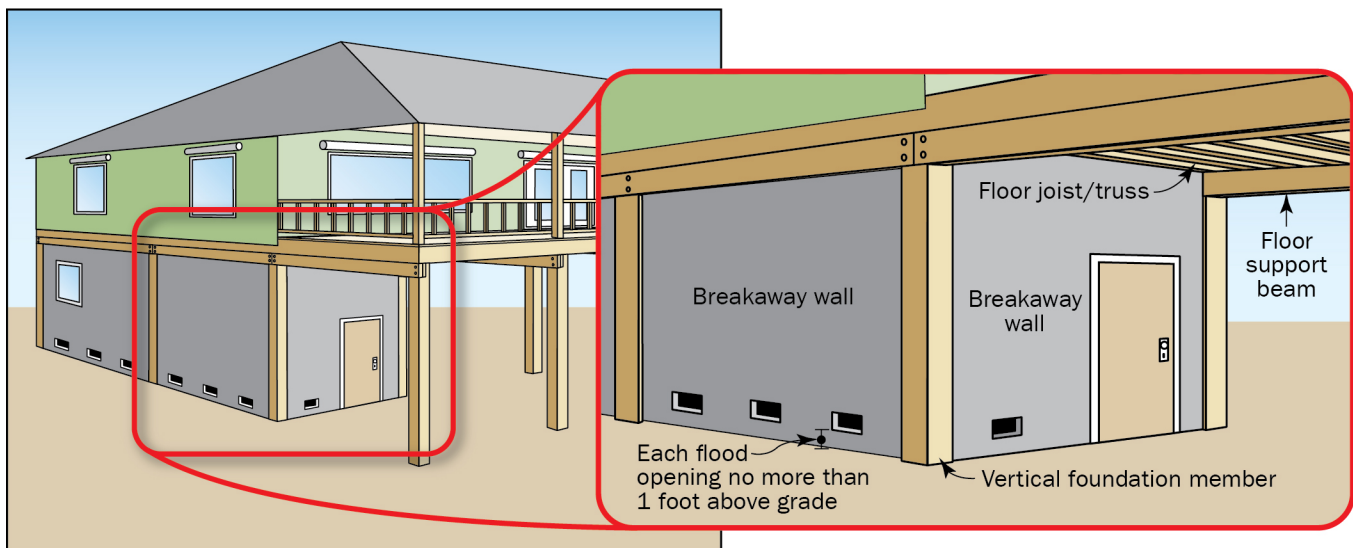 Floor joist/truss
Floor
support
beam
Breakaway wall
Breakaway
wall
Each flood
opening no more than
1 foot above grade
Vertical foundation member